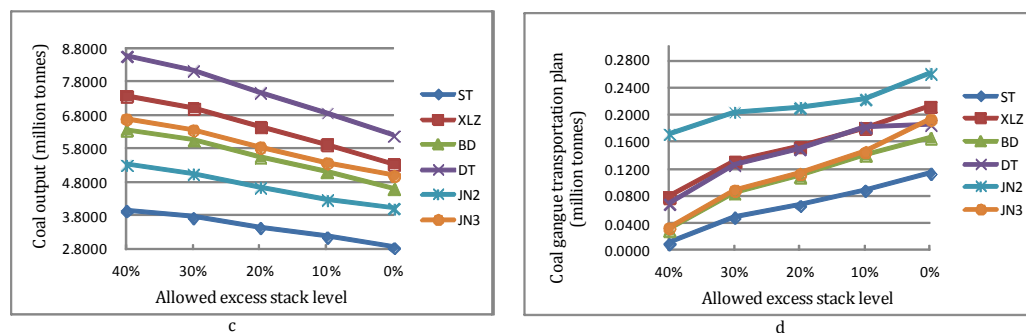 Coal output (million tonnes)
8.8000
7.8000
6.8000
5.8000
4.8000
3.8000
2.8000
40%
30%
20%
10%
0%
Allowed excess stack level
ST
XLZ
BD
DT
JN2
JN3
c
Coal gangue transportation plan
(million tonnes)
0.2800
0.2400
0.2000
0.1600
0.1200
0.0800
0.0400
0.0000
40%
30%
20%
10%
0%
Allowed excess stack level
ST
XLZ
BD
DT
JN2
JN3
d